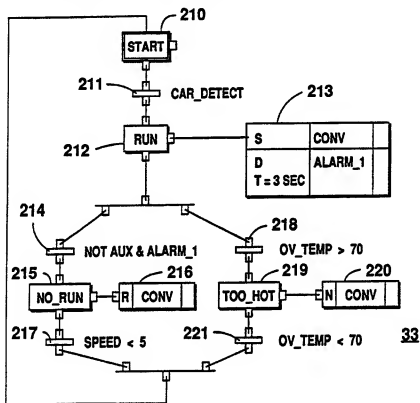 210
START
211
CAR_DETECT
213
212
RUN
S CONV
D ALARM_1
T = 3 SEC
214
218
NOT AUX & ALARM_1
OV_TEMP > 70
215
216
219
220
NO_RUN
R CONV
TOO_HOT
N CONV
217
SPEED < 5
221
OV_TEMP < 70
33